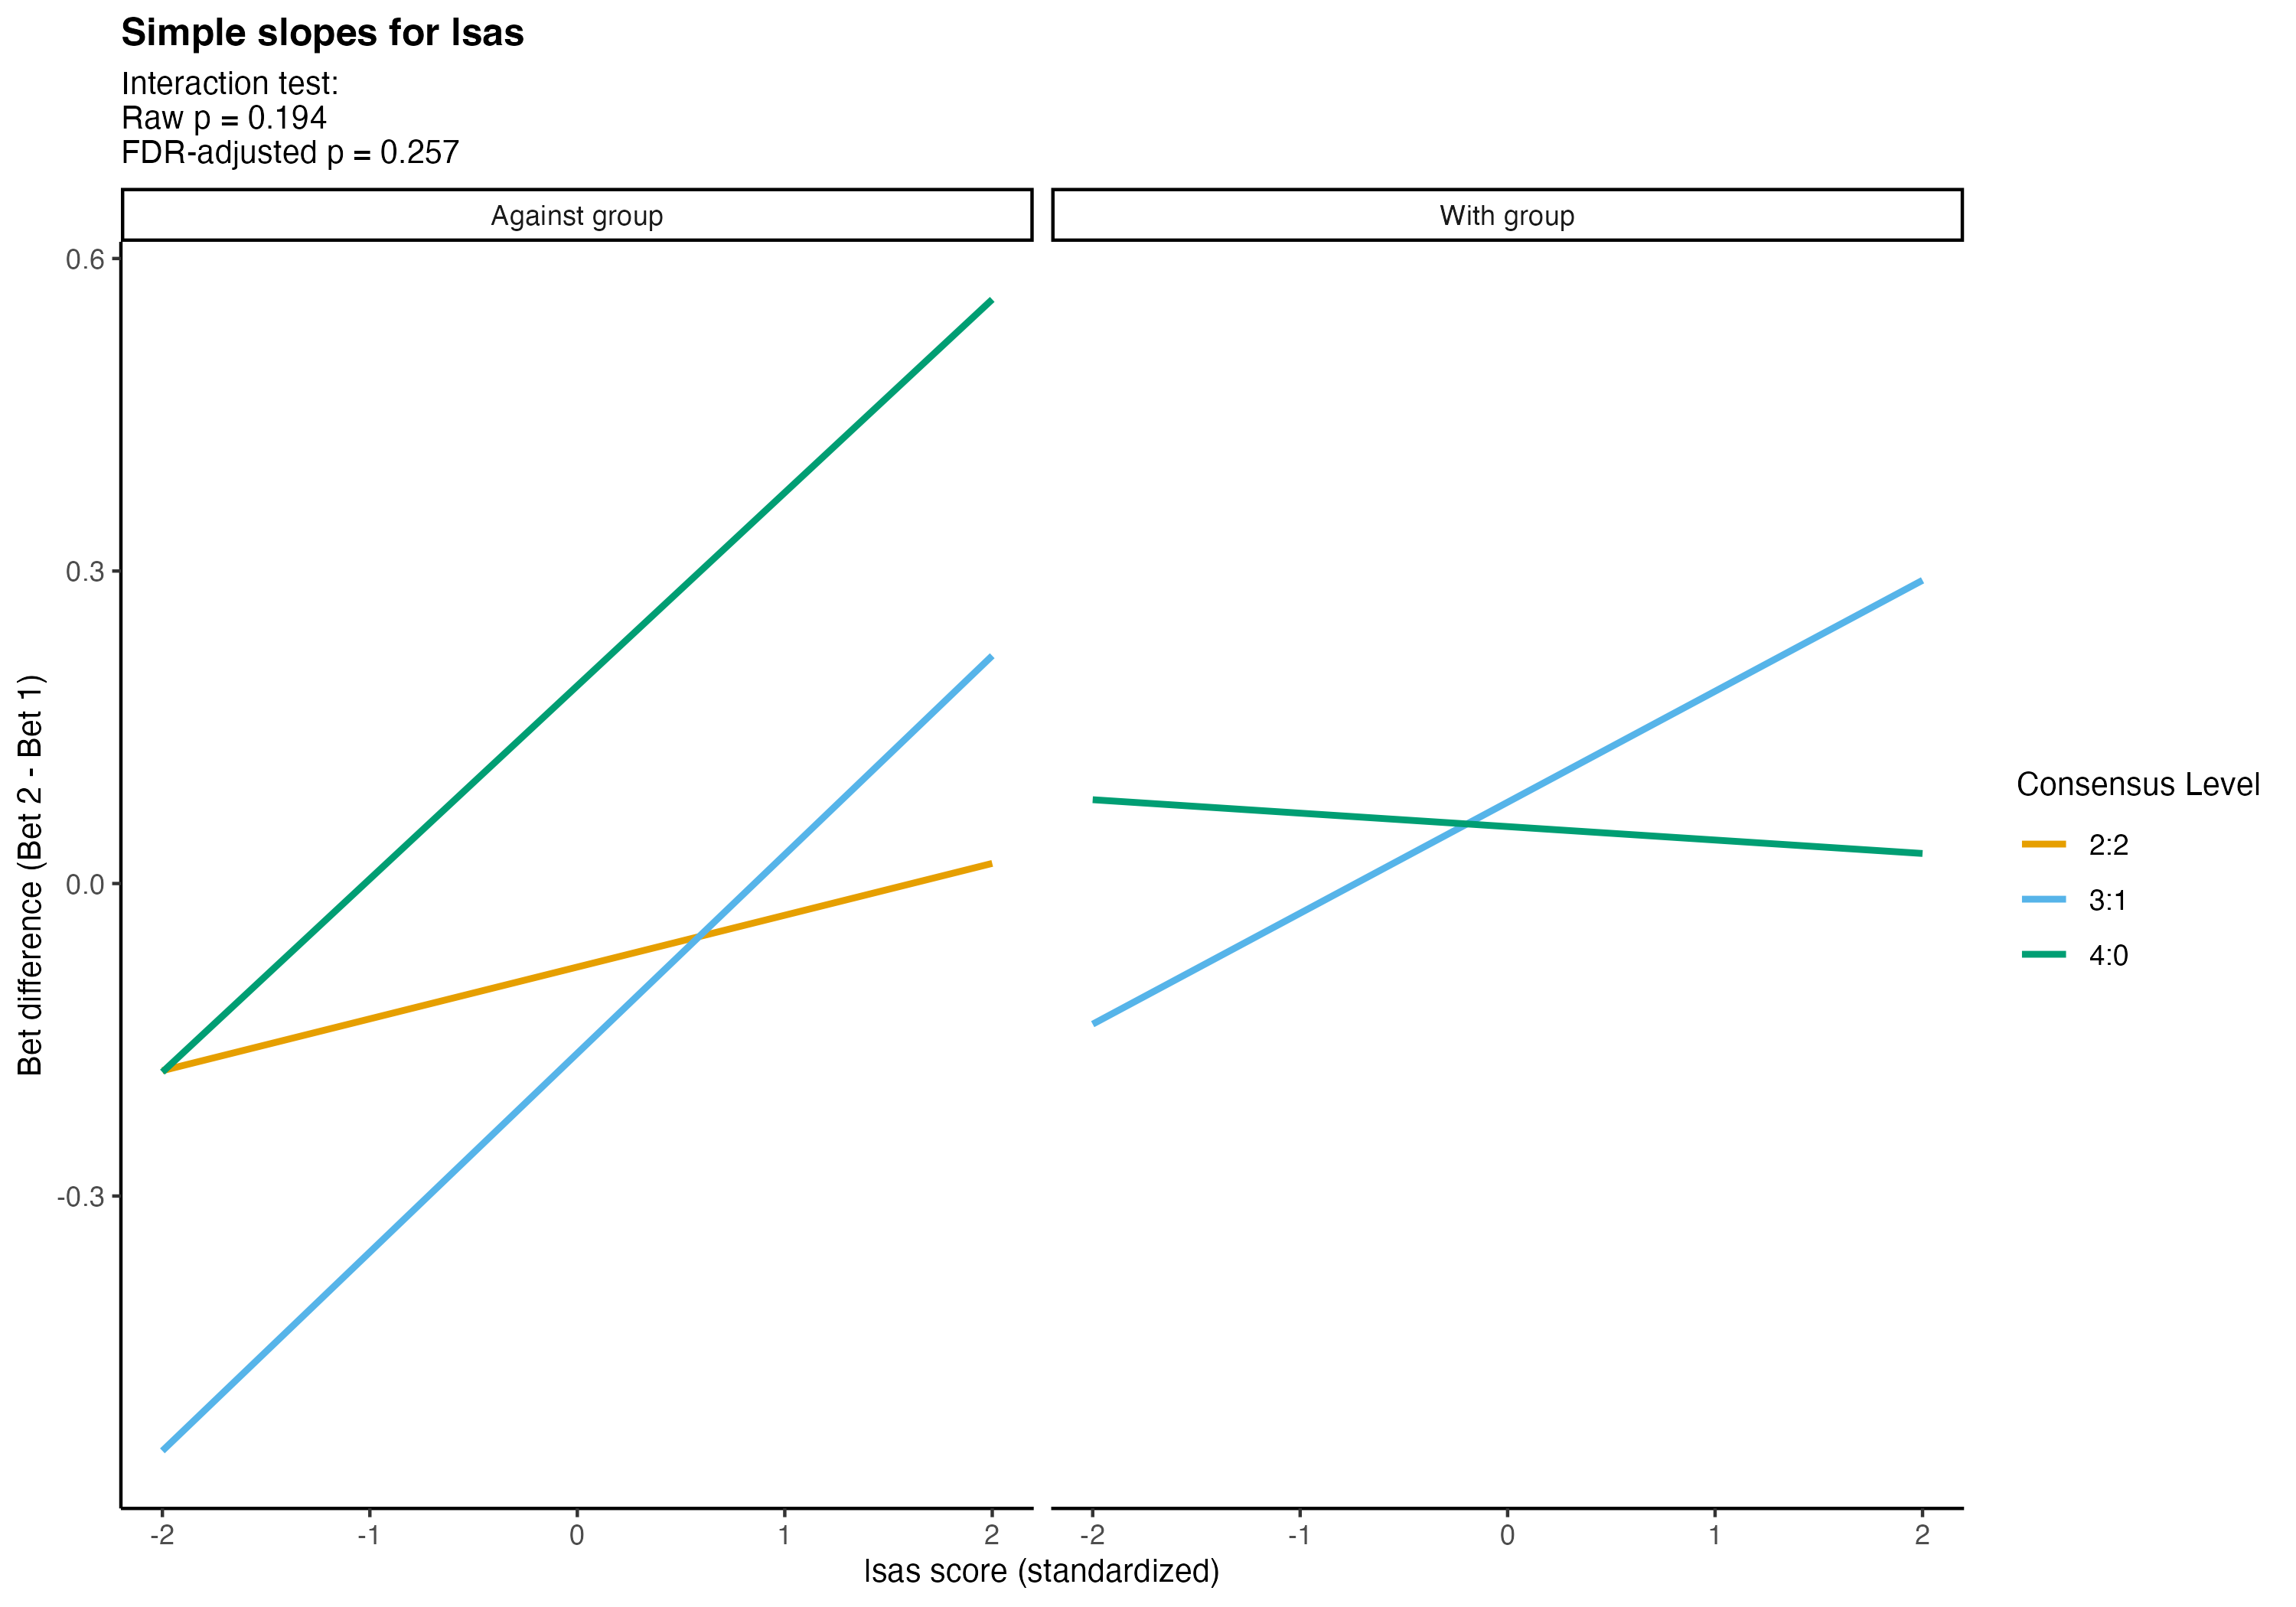 Simple slopes for lsas
Interaction test:
Raw p = 0.194
FDR-adjusted p = 0.257
Against group
With group
0.6
0.3
0.0
-0.3
Bet difference (Bet 2 - Bet 1)
-2 -1 0 1 2
-2 -1 0 1 2
lsas score (standardized)
Consensus Level
2:2
3:1
4:0